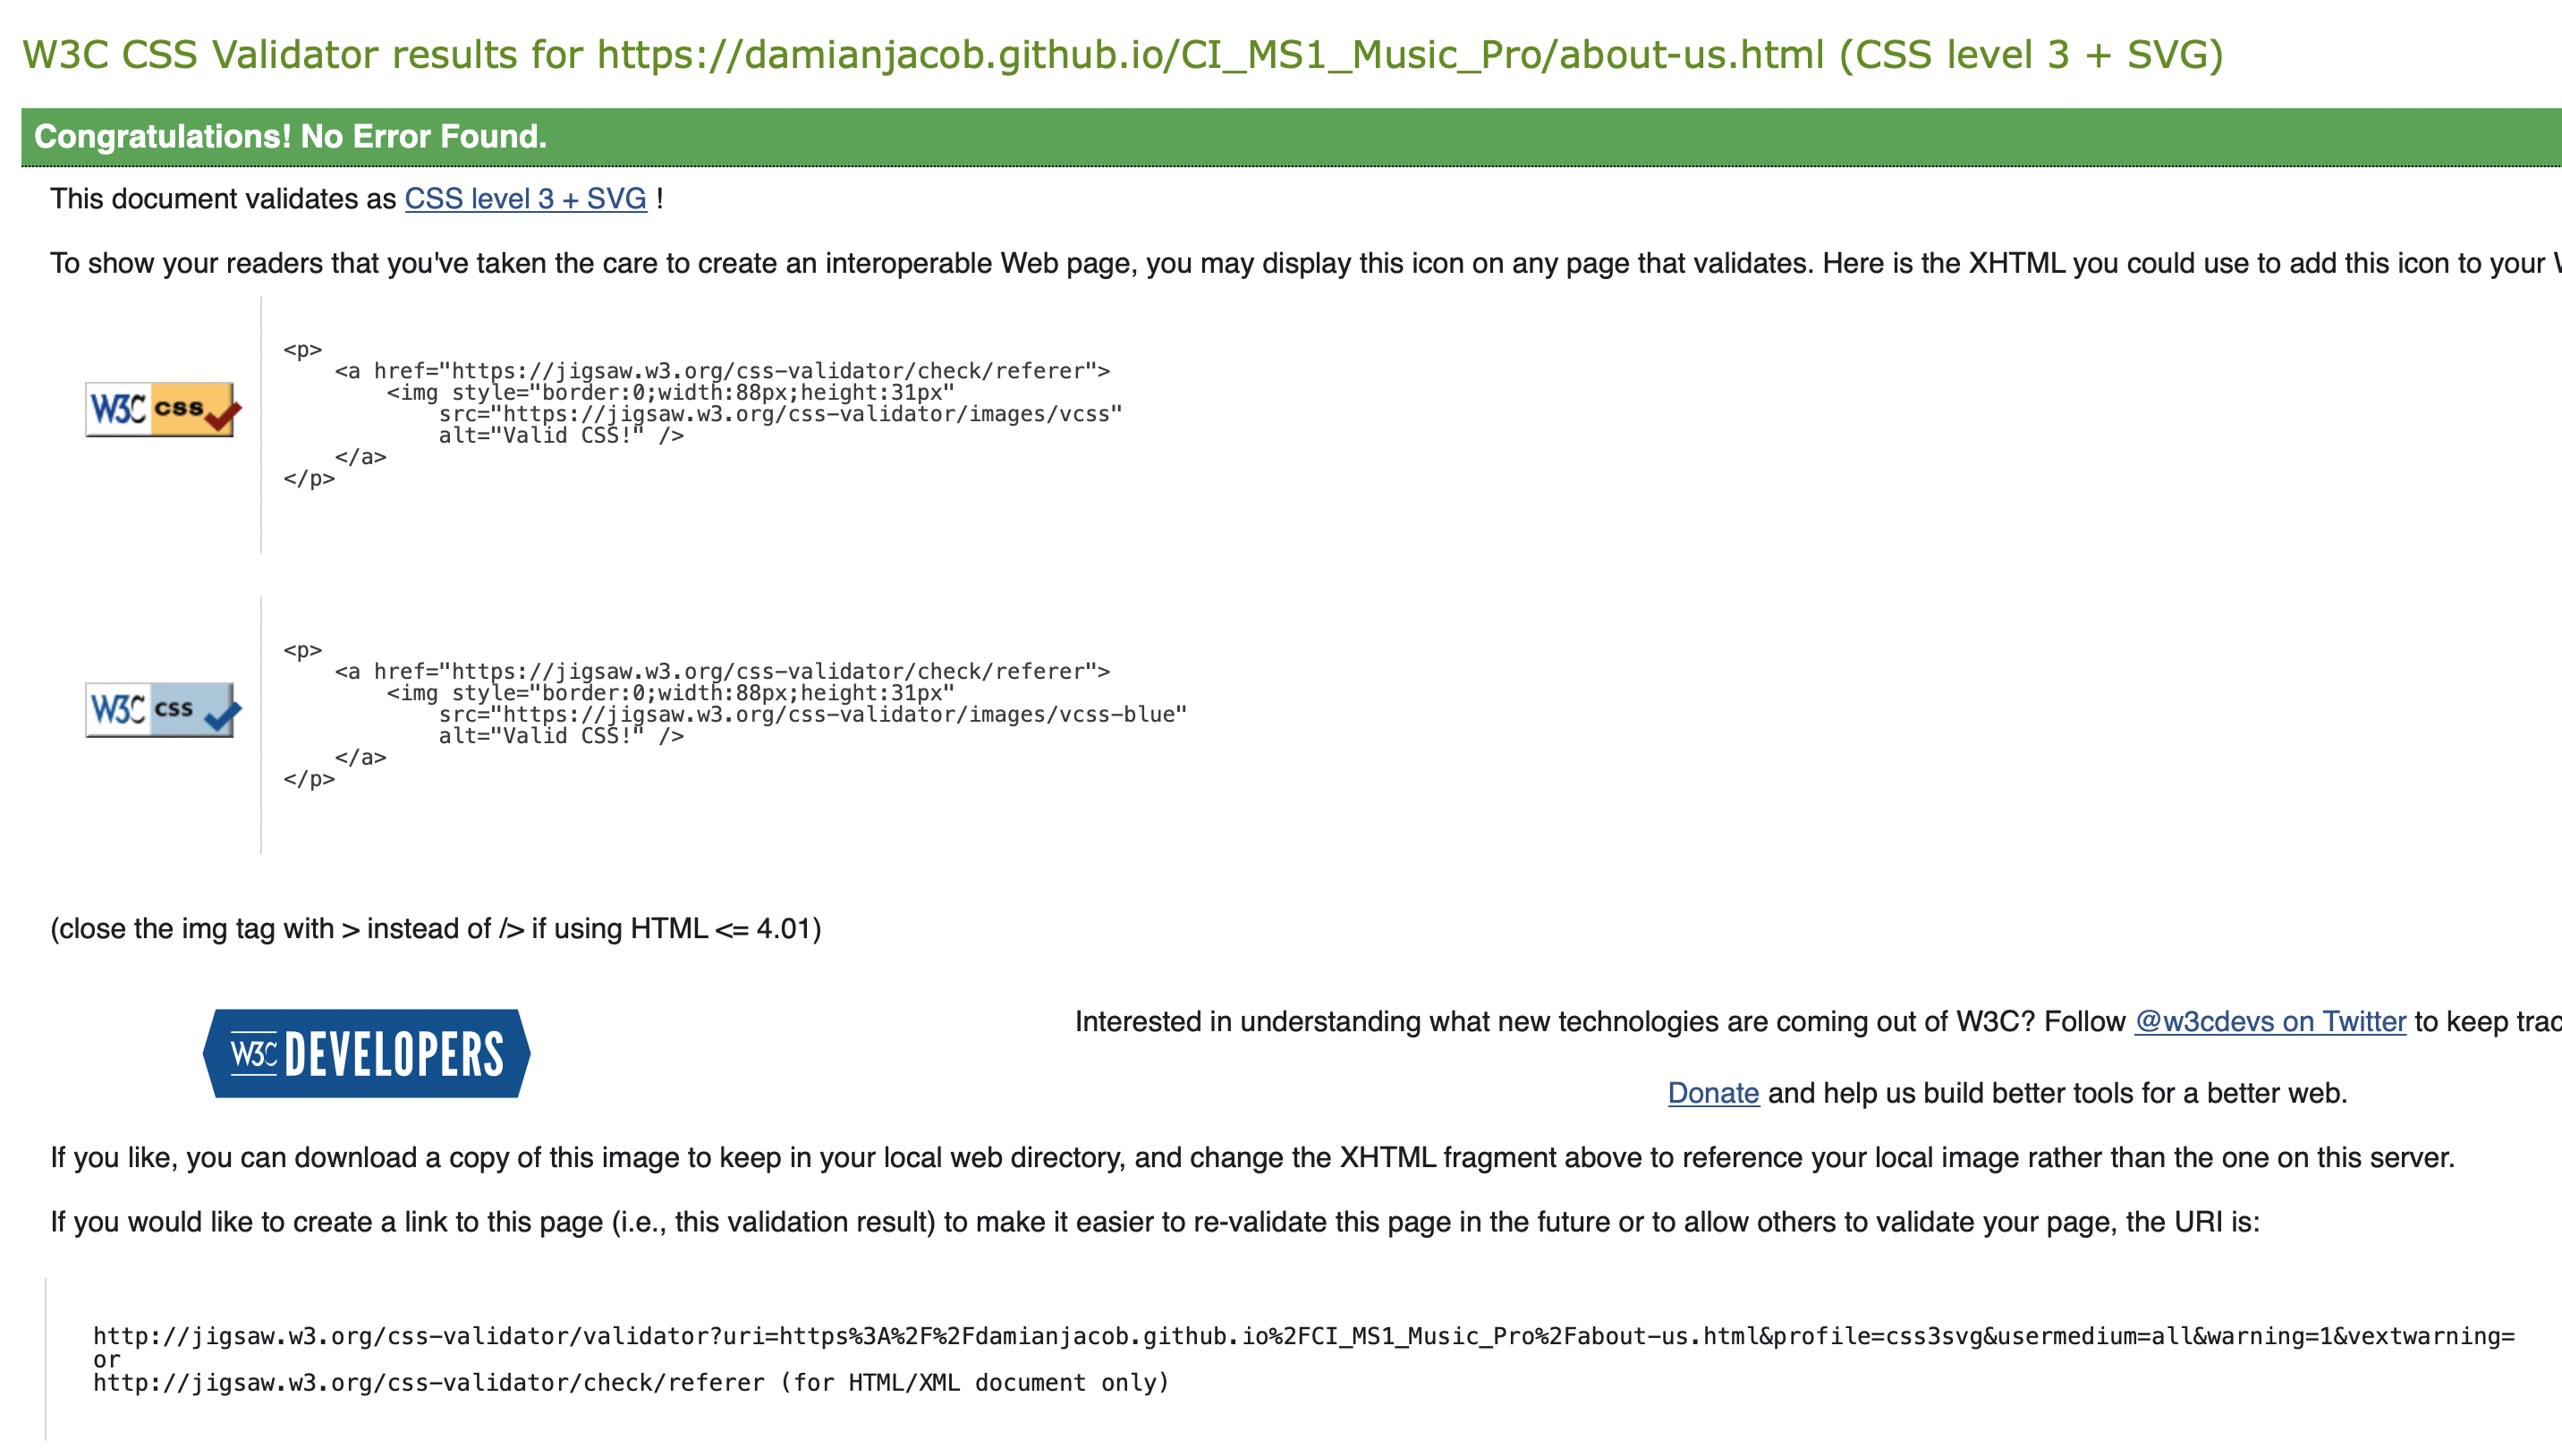 W3C CSS Validator results for https://damianjacob.github.io/CI_MS1_Music_Pro/about-us.html (CSS level 3 + SVG)
Congratulations! No Error Found.
This document validates as CSS level 3 + SVG !
To show your readers that you've taken the care to create an interoperable Web page, you may display this icon on any page that validates. Here is the XHTML you could use to add this icon to your
<p>
<a href="https://jigsaw.w3.org/css-validator/check/referer">
<img style="border:0;width:88px;height:31px"
W3C css
src="https://jigsaw.w3.org/css-validator/images/vcss"
alt="Valid CSS!" />
</a>
</p>
<p>
<a href="https://jigsaw.w3.org/css-validator/check/referer">
<img style="border:0;width:88px;height:31px"
W3C css
src="https://jigsaw.w3.org/css-validator/images/vcss-blue"
alt="Valid CSS!" />
</a>
</p>
(close the img tag with > instead of /> if using HTML <= 4.01)
W3C DEVELOPERS
Interested in understanding what new technologies are coming out of W3C? Follow @w3cdevs on Twitter to keep trac
Donate and help us build better tools for a better web.
If you like, you can download a copy of this image to keep in your local web directory, and change the XHTML fragment above to reference your local image rather than the one on this server.
If you would like to create a link to this page (i.e., this validation result) to make it easier to re-validate this page in the future or to allow others to validate your page, the URI is:
http://jigsaw.w3.org/css-validator/validator?uri=https%3A%2F%2Fdamianjacob.github.io%2FCI_MS1_Music_Pro%2Fabout-us.html&profile=css3svg&usermedium=all&warning=1&vextwarning=
or
http://jigsaw.w3.org/css-validator/check/referer (for HTML/XML document only)